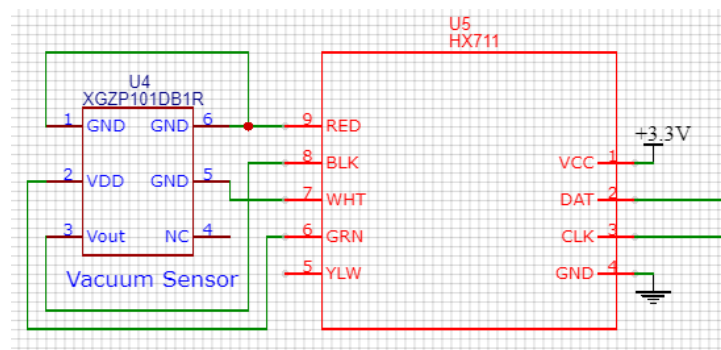 U5
HX711
U4
XGZP101DB1R
1 GND GND 6
2 VDD GND 5
3 Vout NC 4
Vacuum Sensor
9 RED
8 BLK
7 WHT
6 GRN
5 YLW
+3.3V
VCC 1
DAT 2
CLK 3
GND 4